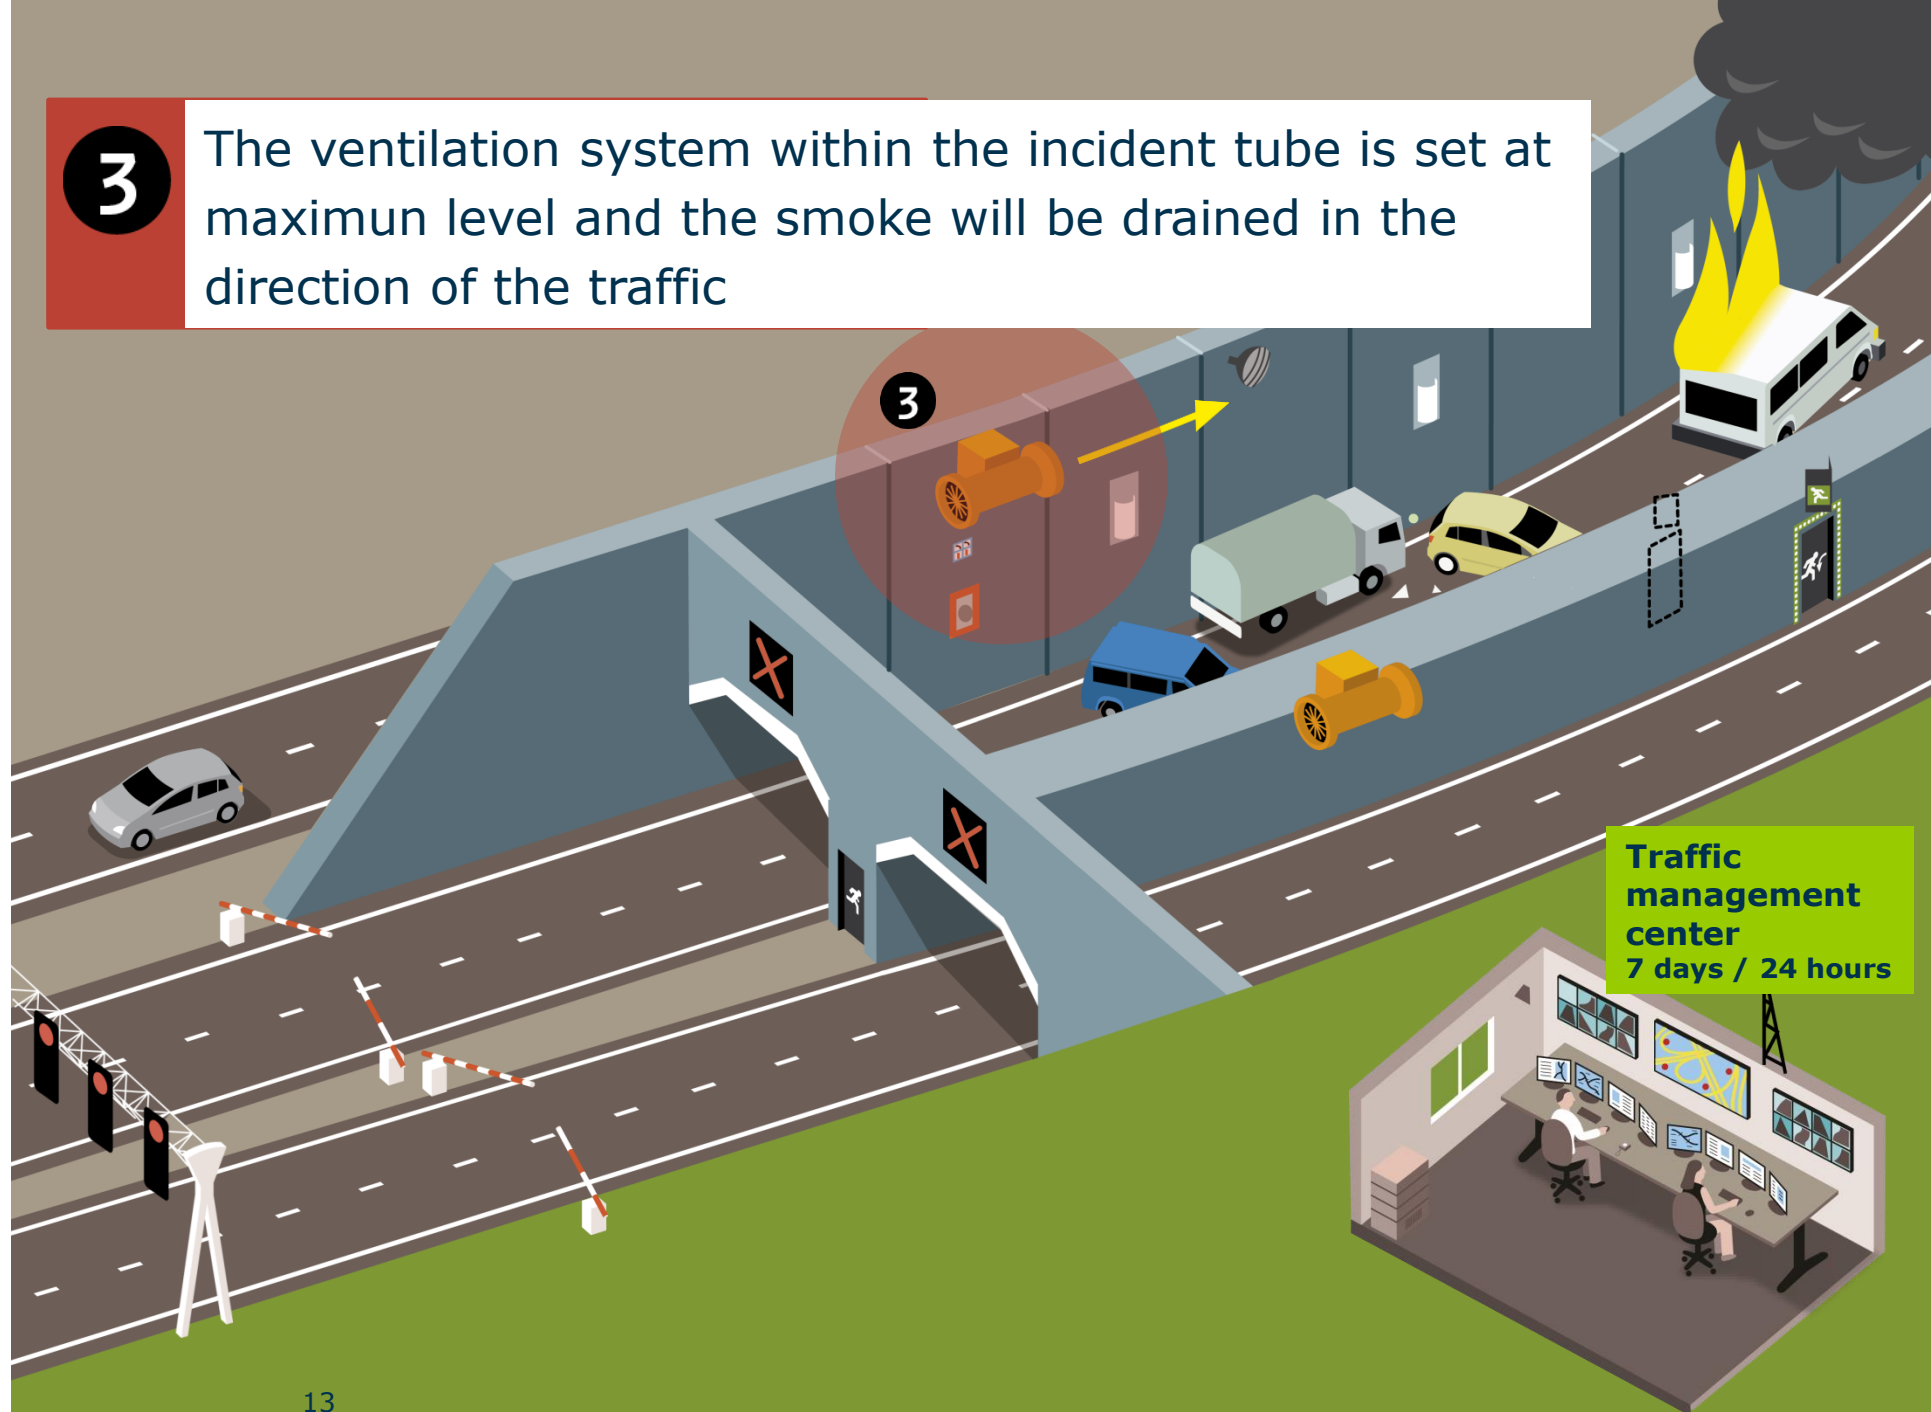 3
The ventilation system within the incident tube is set at
maximun level and the smoke will be drained in the
direction of the traffic
3
Traffic
management
center
7 days / 24 hours
13